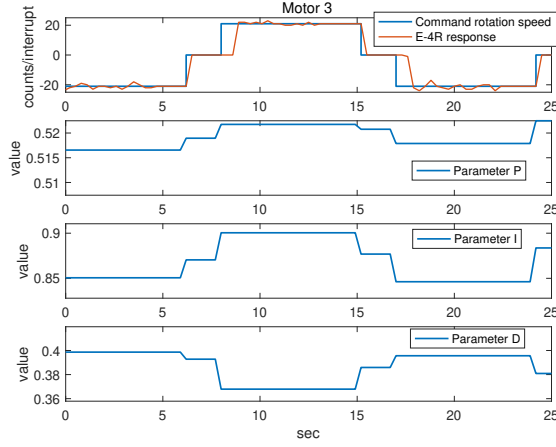 Motor 3
counts/interrupt
20
0
-20
Command rotation speed
E-4R response
0 5 10 15 20 25
value
0.52
0.515
0.51
Parameter P
0 5 10 15 20 25
value
0.9
0.85
Parameter I
0 5 10 15 20 25
value
0.4
0.38
0.36
Parameter D
0 5 10 15 20 25
sec